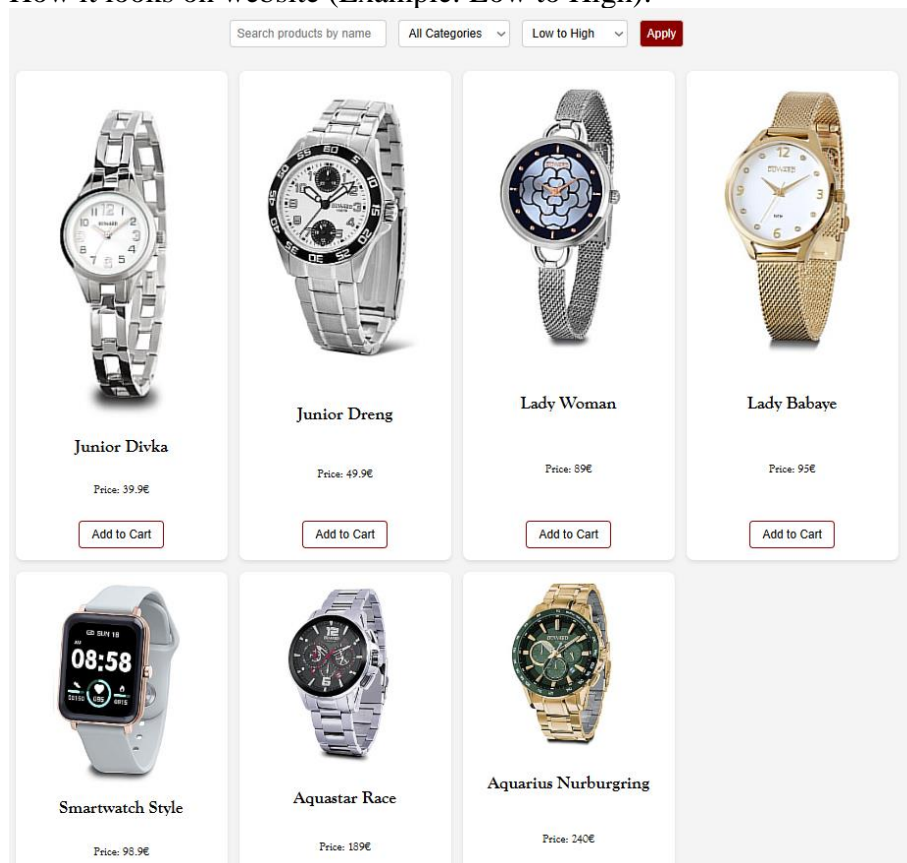 How it looks on website (Example: Low to High):
Search products by name All Categories Low to High Apply
Junior Divka
Price: 39.9€
Add to Cart
Junior Dreng
Price: 49.9€
Add to Cart
Lady Woman
Price: 89€
Add to Cart
Lady Babaye
Price: 95€
Add to Cart
08:58
Smartwatch Style
Price: 98.9€
Aquastar Race
Price: 189€
Aquarius Nurburgring
Price: 240€